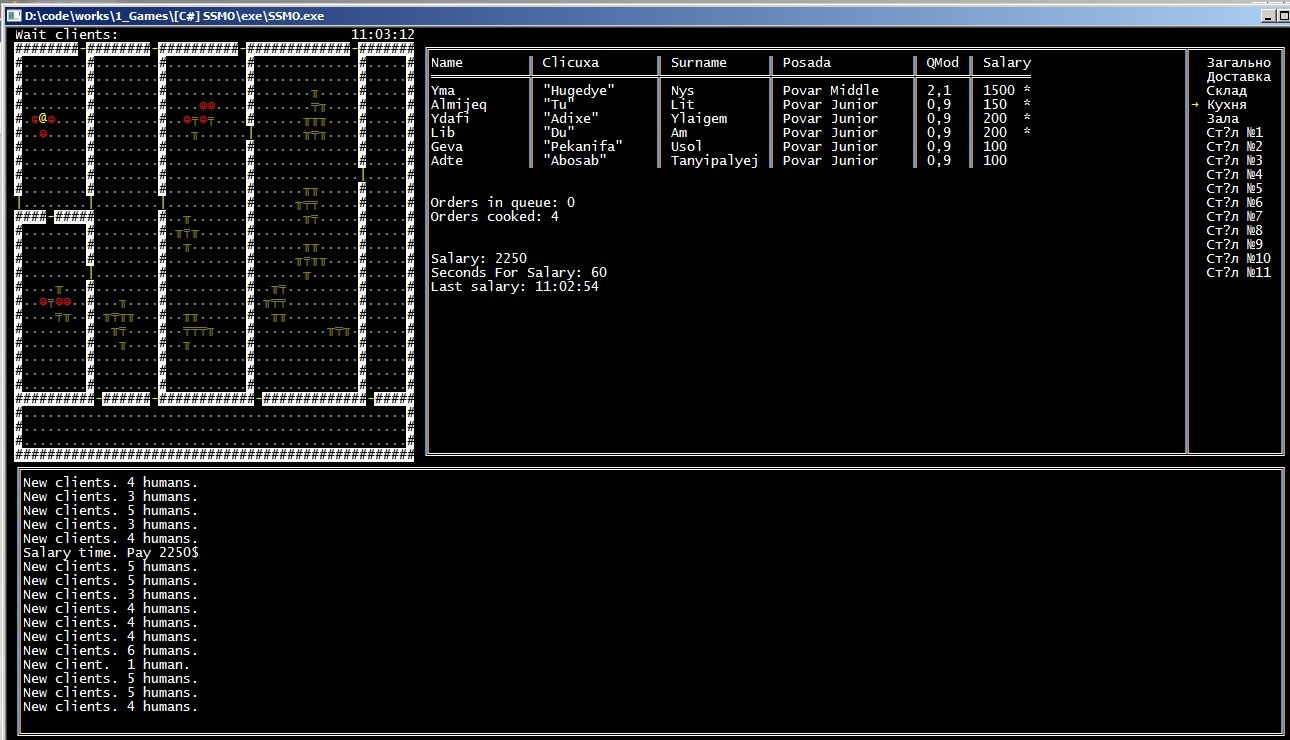 D:\code\works\1_Games\[C#] SSMO\exe\SSMO.exe
Wait clients: 11:03:12
Name Clicuxa Surname Posada QMod Salary
Yma "Hugedye" Nys Povar Middle 2,1 1500 *
Almijeq "Tu" Lit Povar Junior 0,9 150 *
Ydafi "Adixe" Ylaigem Povar Junior 0,9 200 *
Lib "Du" Am Povar Junior 0,9 200 *
Geva "Pekanifa" Usol Povar Junior 0,9 100
Adte "Abosab" Tanyipalyej Povar Junior 0,9 100
Orders in queue: 0
Orders cooked: 4
Salary: 2250
Seconds For Salary: 60
Last salary: 11:02:54
Загально
Доставка
Склад
→ Кухня
Зала
Ст?л №1
Ст?л №2
Ст?л №3
Ст?л №4
Ст?л №5
Ст?л №6
Ст?л №7
Ст?л №8
Ст?л №9
Ст?л №10
Ст?л №11
New clients. 4 humans.
New clients. 3 humans.
New clients. 5 humans.
New clients. 3 humans.
New clients. 4 humans.
Salary time. Pay 2250$
New clients. 5 humans.
New clients. 5 humans.
New clients. 3 humans.
New clients. 4 humans.
New clients. 4 humans.
New clients. 4 humans.
New clients. 6 humans.
New client. 1 human.
New clients. 5 humans.
New clients. 5 humans.
New clients. 4 humans.